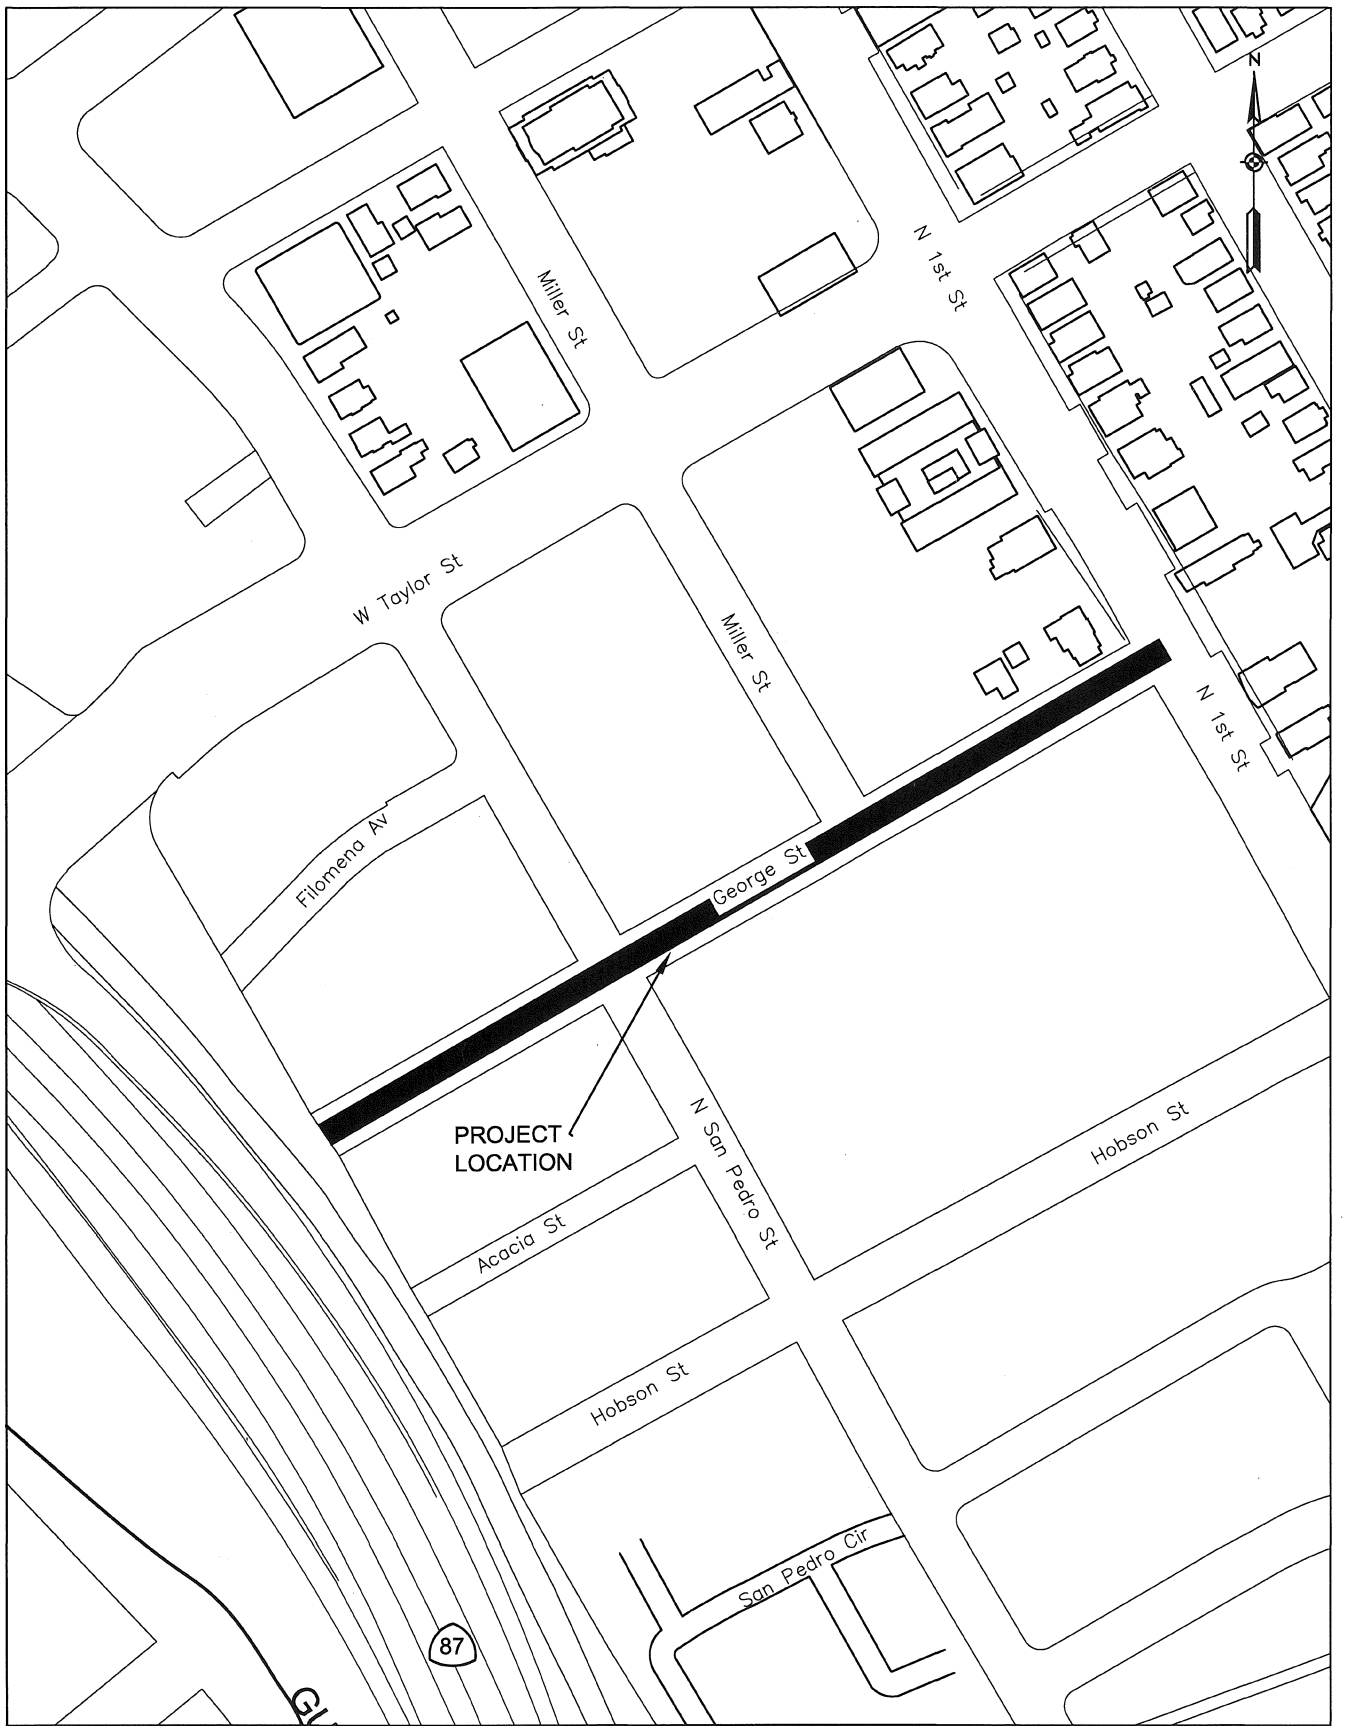 N
N 1st St
Miller St
W Taylor St
Miller St
N 1st St
Filomena Av
George St
PROJECT
LOCATION
N San Pedro St
Hobson St
Acacia St
Hobson St
San Pedro Cir
87
Gu